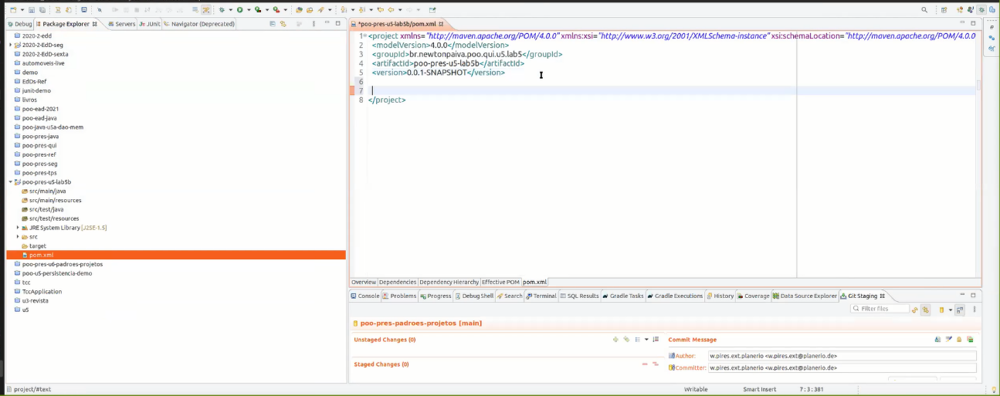 Debug Package Explorer Servers JUnit Navigator (Deprecated)
2020-2-edd
2020-2-EdD-seg
2020-2-EdD-sexta
automoveis-live
demo
EdDs-Ref
junit-demo
livros
poo-ead-2021
poo-ead-java
poo-java-u5a-dao-mem
poo-pres-java
poo-pres-qui
poo-pres-ref
poo-pres-seg
poo-pres-tps
poo-pres-u5-lab5b
src/main/java
src/main/resources
src/test/java
src/test/resources
JRE System Library [J2SE-1.5]
src
target
pom.xml
poo-pres-u6-padroes-projetos
poo-u5-persistencia-demo
tcc
TccApplication
u3-revista
u5
*poo-pres-u5-lab5b/pom.xml
1 <project xmlns="http://maven.apache.org/POM/4.0.0" xmlns:xsi="http://www.w3.org/2001/XMLSchema-instance" xsi:schemaLocation="http://maven.apache.org/POM/4.0.0
2 <modelVersion>4.0.0</modelVersion>
3 <groupId>br.newtonpaiva.poo.qui.u5.lab5</groupId>
4 <artifactId>poo-pres-u5-lab5b</artifactId>
5 <version>0.0.1-SNAPSHOT</version>
6
7
8 </project>
Overview Dependencies Dependency Hierarchy Effective POM pom.xml
Console Problems Progress Debug Shell Search Terminal SQL Results Gradle Tasks Gradle Executions History Coverage Data Source Explorer Git Staging
Filter files
poo-pres-padroes-projetos [main]
Unstaged Changes (0)
Staged Changes (0)
Commit Message
Author: w.pires.ext.planerio <w.pires.ext@planerio.de>
Committer: w.pires.ext.planerio <w.pires.ext@planerio.de>
project/#text Writable Smart Insert 7 : 3 : 381